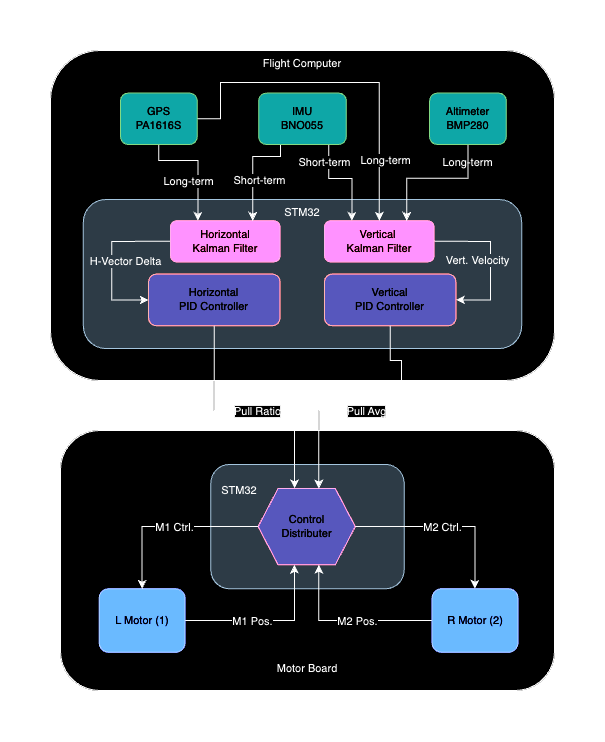 Flight Computer
GPS
PA1616S
IMU
BNO055
Altimeter
BMP280
Short-term
Long-term
Long-term
Long-term
Short-term
STM32
Horizontal
Kalman Filter
Vertical
Kalman Filter
H-Vector Delta
Vert. Velocity
Horizontal
PID Controller
Vertical
PID Controller
Pull Ratio
Pull Avg
STM32
Control
Distributer
M1 Ctrl.
M2 Ctrl.
L Motor (1)
M1 Pos.
M2 Pos.
R Motor (2)
Motor Board